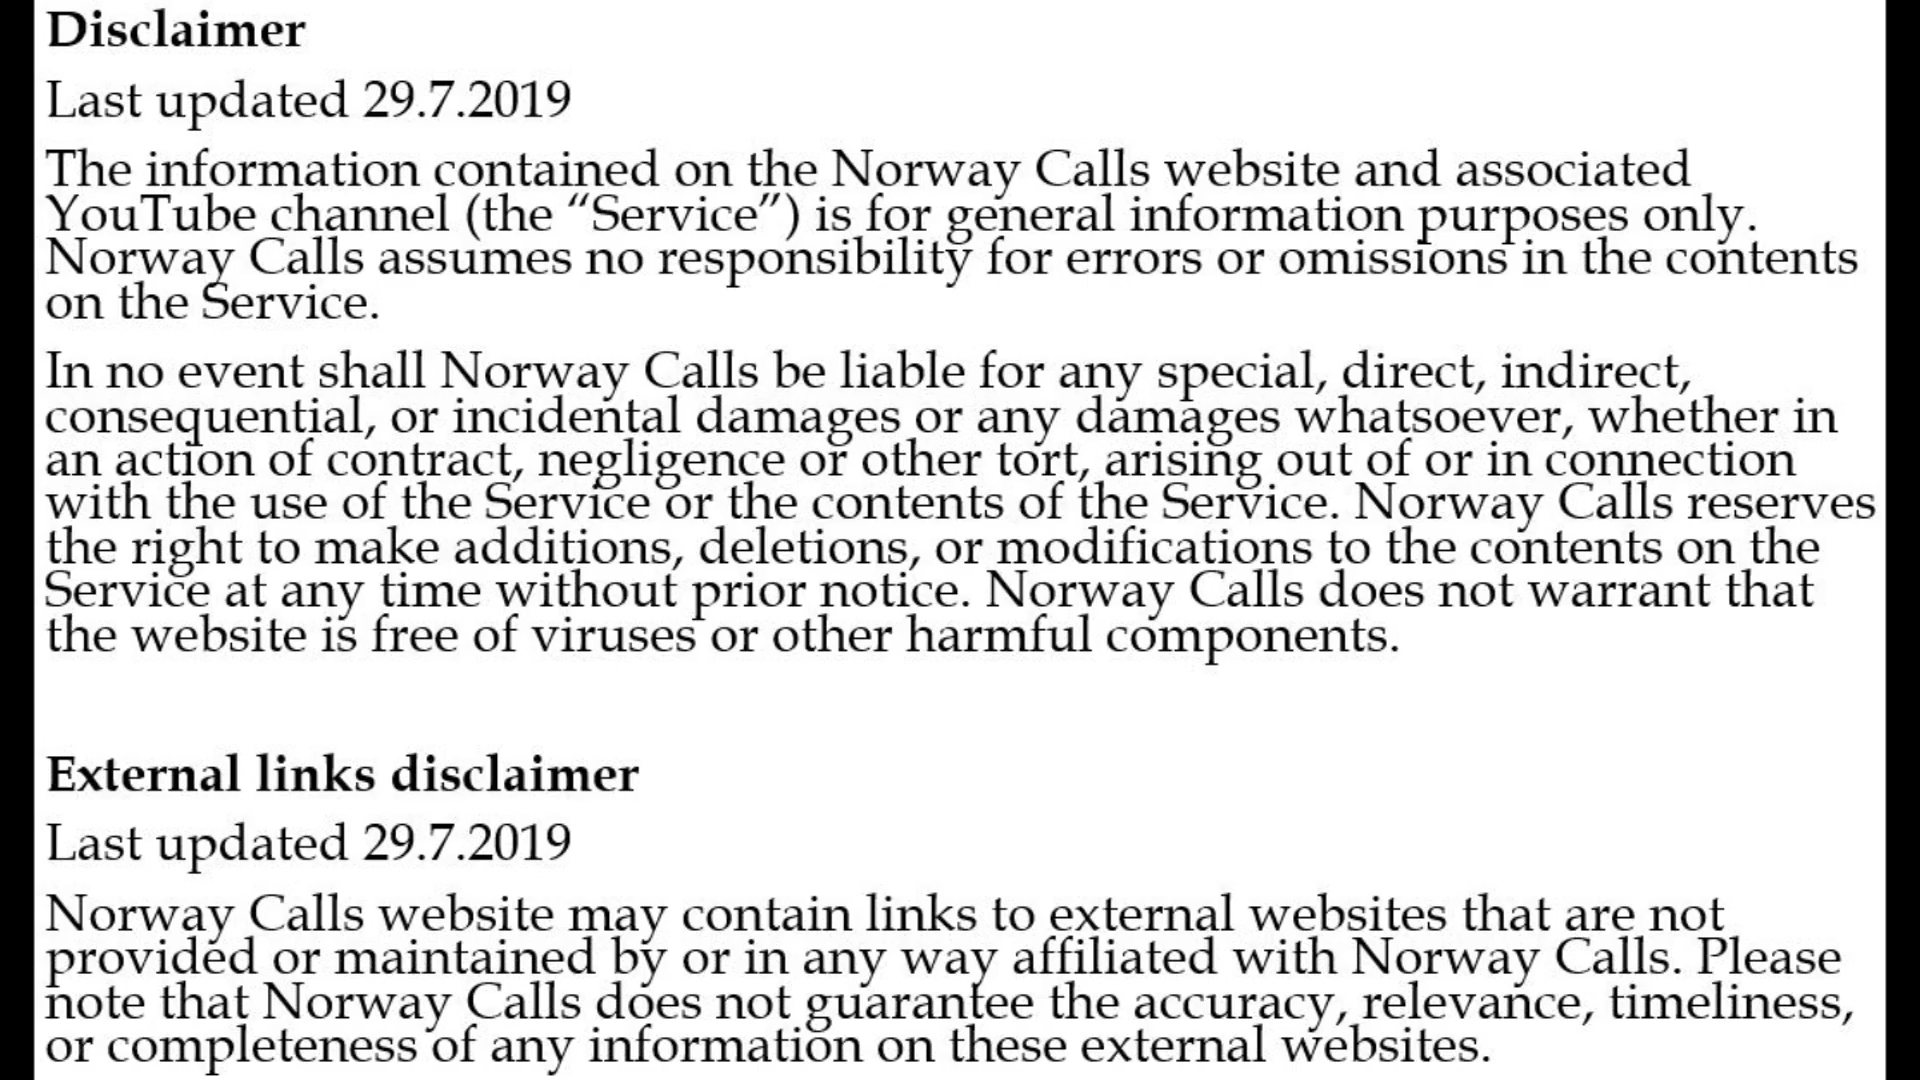 Disclaimer
Last updated 29.7.2019
The information contained on the Norway Calls website and associated
YouTube channel (the “Service”) is for general information purposes only.
Norway Calls assumes no responsibility for errors or omissions in the contents
on the Service.
In no event shall Norway Calls be liable for any special, direct, indirect,
consequential, or incidental damages or any damages whatsoever, whether in
an action of contract, negligence or other tort, arising out of or in connection
with the use of the Service or the contents of the Service. Norway Calls reserves
the right to make additions, deletions, or modifications to the contents on the
Service at any time without prior notice. Norway Calls does not warrant that
the website is free of viruses or other harmful components.
External links disclaimer
Last updated 29.7.2019
Norway Calls website may contain links to external websites that are not
provided or maintained by or in any way affiliated with Norway Calls. Please
note that Norway Calls does not guarantee the accuracy, relevance, timeliness,
or completeness of any information on these external websites.